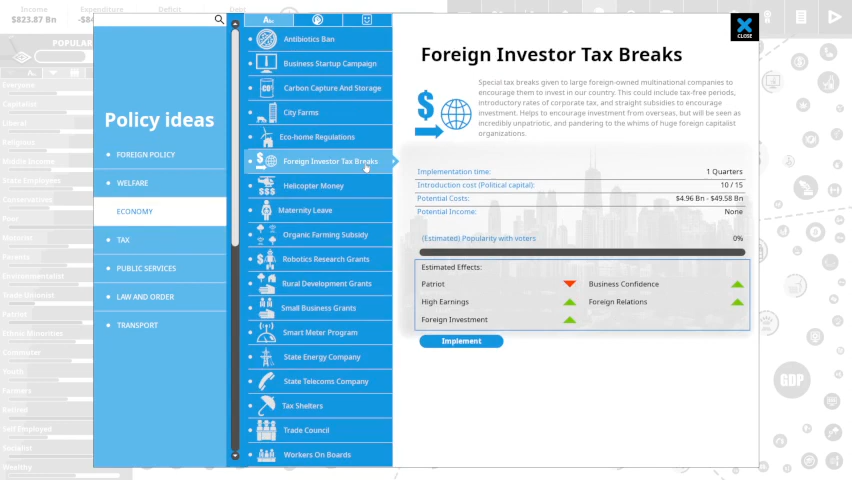 Income
Expenditure
Deficit
Debt
$823.87 Bn
POPULAR
Everyone
Capitalist
Liberal
Religious
Middle Income
State Employees
Conservatives
Poor
Motorist
Parents
Environmentalist
Trade Unionist
Patriot
Ethnic Minorities
Commuter
Youth
Farmers
Retired
Self Employed
Socialist
Wealthy
Policy ideas
FOREIGN POLICY
WELFARE
ECONOMY
TAX
PUBLIC SERVICES
LAW AND ORDER
TRANSPORT
Antibiotics Ban
Business Startup Campaign
Carbon Capture And Storage
City Farms
Eco-home Regulations
Foreign Investor Tax Breaks
Helicopter Money
Maternity Leave
Organic Farming Subsidy
Robotics Research Grants
Rural Development Grants
Small Business Grants
Smart Meter Program
State Energy Company
State Telecoms Company
Tax Shelters
Trade Council
Workers On Boards
CLOSE
Foreign Investor Tax Breaks
Special tax breaks given to large foreign-owned multinational companies to
encourage them to invest in our country. This could include tax-free periods,
introductory rates of corporate tax, and straight subsidies to encourage
investment. Helps to encourage investment from overseas, but will be seen as
incredibly unpatriotic, and pandering to the whims of huge foreign capitalist
organizations.
Implementation time: 1 Quarters
Introduction cost (Political capital): 10 / 15
Potential Costs: $4.96 Bn - $49.58 Bn
Potential Income: None
(Estimated) Popularity with voters 0%
Estimated Effects:
Patriot Business Confidence
High Earnings Foreign Relations
Foreign Investment
Implement
GDP